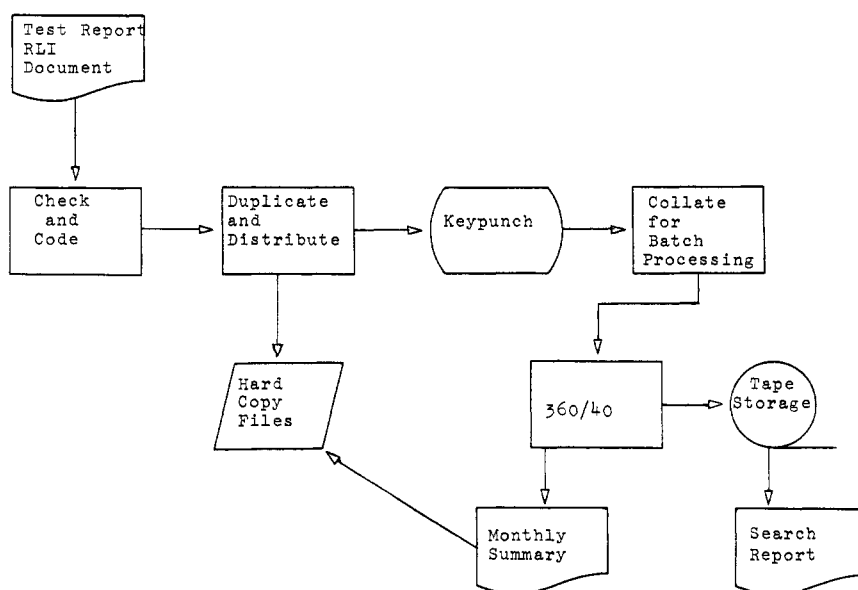 Test Report
RLI
Document
Check
and
Code
Duplicate
and
Distribute
Keypunch
Collate
for
Batch
Processing
Hard
Copy
Files
360/40
Tape
Storage
Monthly
Summary
Search
Report